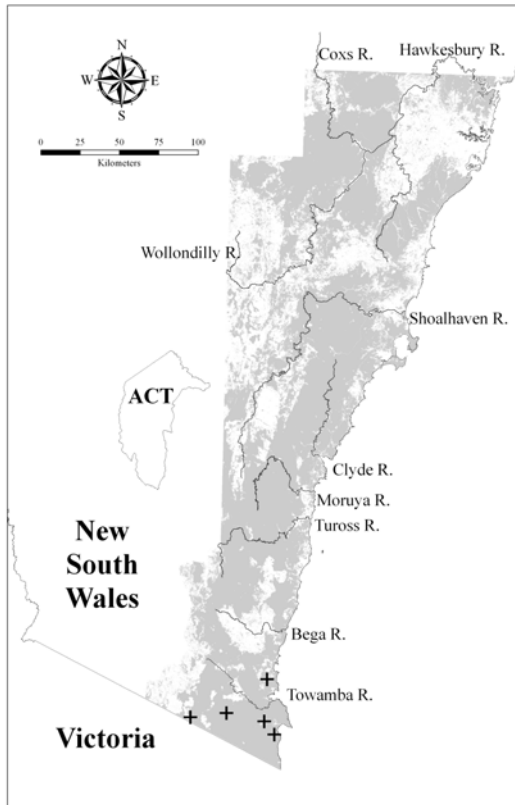 Coxs R.
Hawkesbury R.
N
W E
S
0 25 50 75 100
Kilometers
Wollondilly R.
Shoalhaven R.
ACT
Clyde R.
Moruya R.
Tuross R.
New
South
Wales
Bega R.
Towamba R.
Victoria